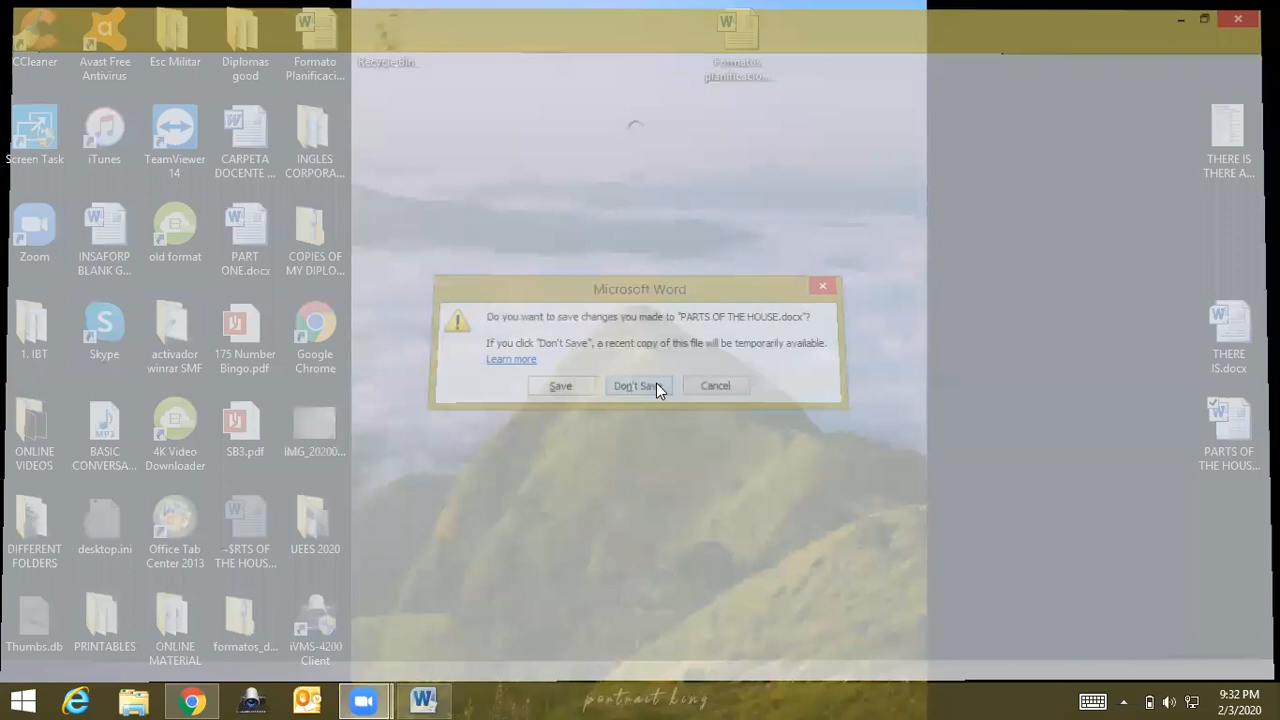 CCleaner
Avast Free
Antivirus
Esc Militar
Diplomas
good
Formato
Planificaci...
Recycle Bin
Formatos
planificacio...
Screen Task
iTunes
TeamViewer
14
CARPETA
DOCENTE ...
INGLES
CORPORA...
THERE IS
THERE A...
Zoom
INSAFORP
BLANK G...
old format
PART
ONE.docx
COPIES OF
MY DIPLO...
Microsoft Word
Do you want to save changes you made to "PARTS OF THE HOUSE.docx"?
If you click "Don't Save", a recent copy of this file will be temporarily available.
Learn more
Save
Don't Sav
Cancel
1. IBT
Skype
activador
winrar SMF
175 Number
Bingo.pdf
Google
Chrome
THERE
IS.docx
ONLINE
VIDEOS
BASIC
CONVERSA...
4K Video
Downloader
SB3.pdf
IMG_20200...
PARTS OF
THE HOUS...
DIFFERENT
FOLDERS
desktop.ini
Office Tab
Center 2013
~$RTS OF
THE HOUS...
UEES 2020
Thumbs.db
PRINTABLES
ONLINE
MATERIAL
formatos_d...
iVMS-4200
Client
portrait king
9:32 PM
2/3/2020